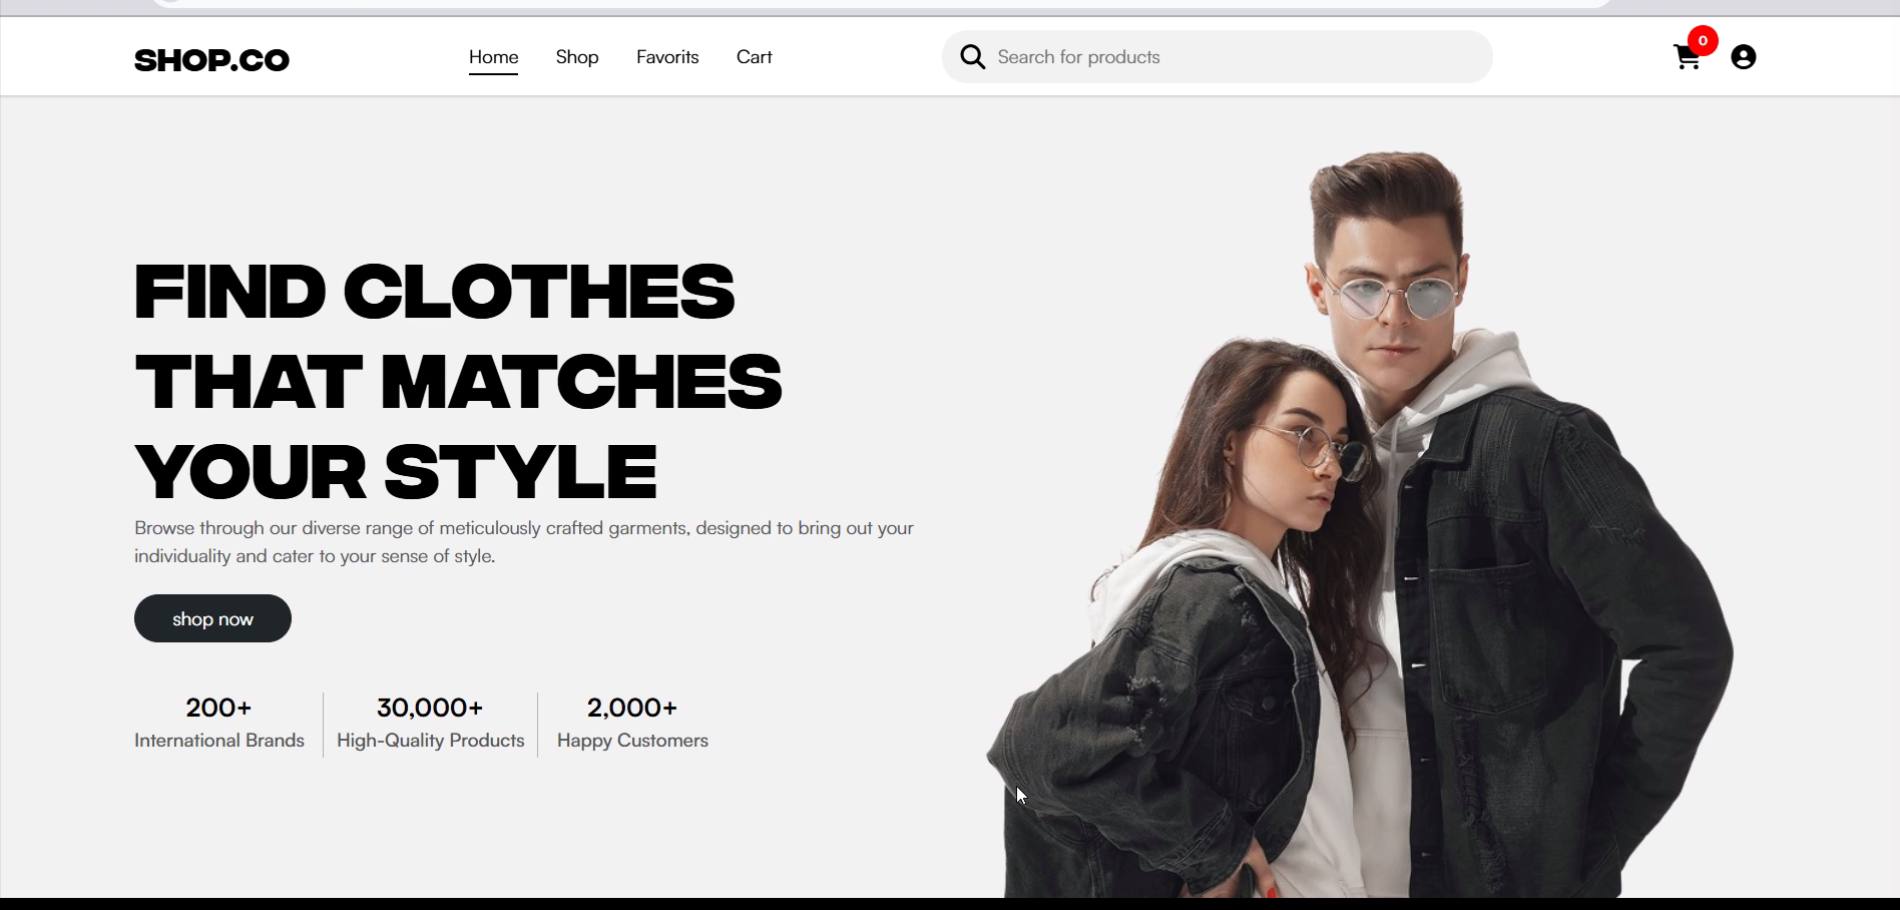 SHOP.CO
Home Shop Favorits Cart
Search for products
0
FIND CLOTHES
THAT MATCHES
YOUR STYLE
Browse through our diverse range of meticulously crafted garments, designed to bring out your
individuality and cater to your sense of style.
shop now
200+ 30,000+ 2,000+
International Brands High-Quality Products Happy Customers